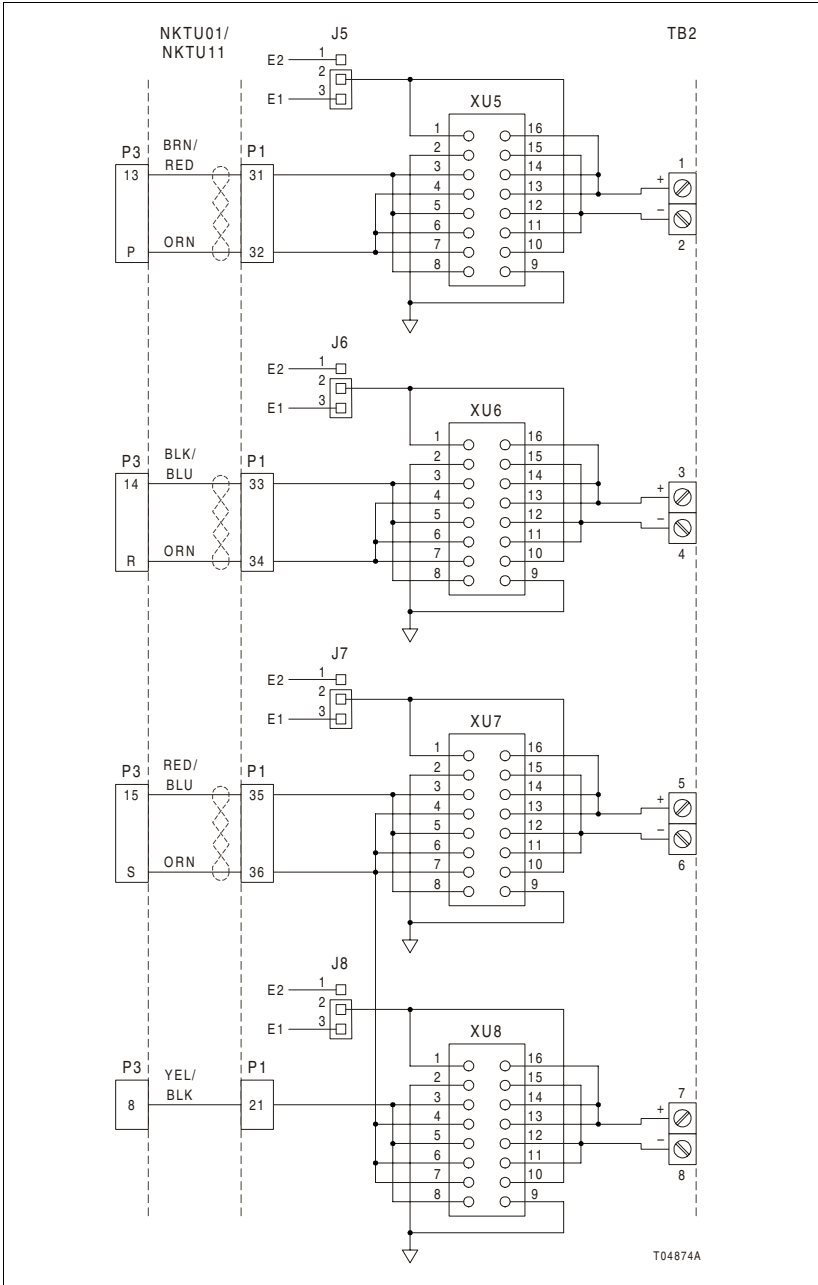 NKTU01/
NKTU11
J5
TB2
E2 1
2
E1 3
XU5
1 16
2 15
3 14
4 13
5 12
6 11
7 10
8 9
P3
BRN/
RED
P1
13
31
ORN
P
32
1
+
−
2
J6
E2 1
2
E1 3
XU6
1 16
2 15
3 14
4 13
5 12
6 11
7 10
8 9
P3
BLK/
BLU
P1
14
33
ORN
R
34
3
+
−
4
J7
E2 1
2
E1 3
XU7
1 16
2 15
3 14
4 13
5 12
6 11
7 10
8 9
P3
RED/
BLU
P1
15
35
ORN
S
36
5
+
−
6
J8
E2 1
2
E1 3
XU8
1 16
2 15
3 14
4 13
5 12
6 11
7 10
8 9
P3
YEL/
BLK
P1
8
21
7
+
−
8
T04874A